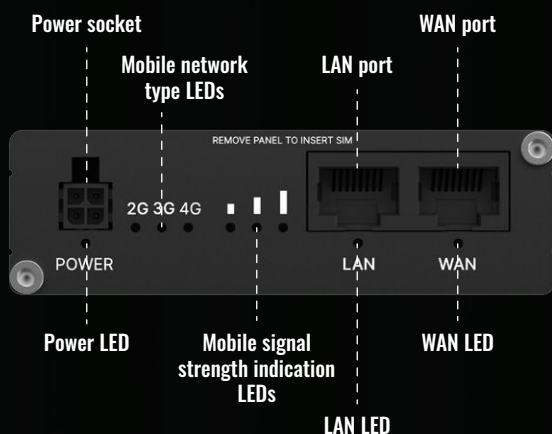 Power socket
WAN port
Mobile network
type LEDs
LAN port
REMOVE PANEL TO INSERT SIM
2G 3G 4G
POWER
LAN
WAN
Power LED
Mobile signal
strength indication
LEDs
WAN LED
LAN LED